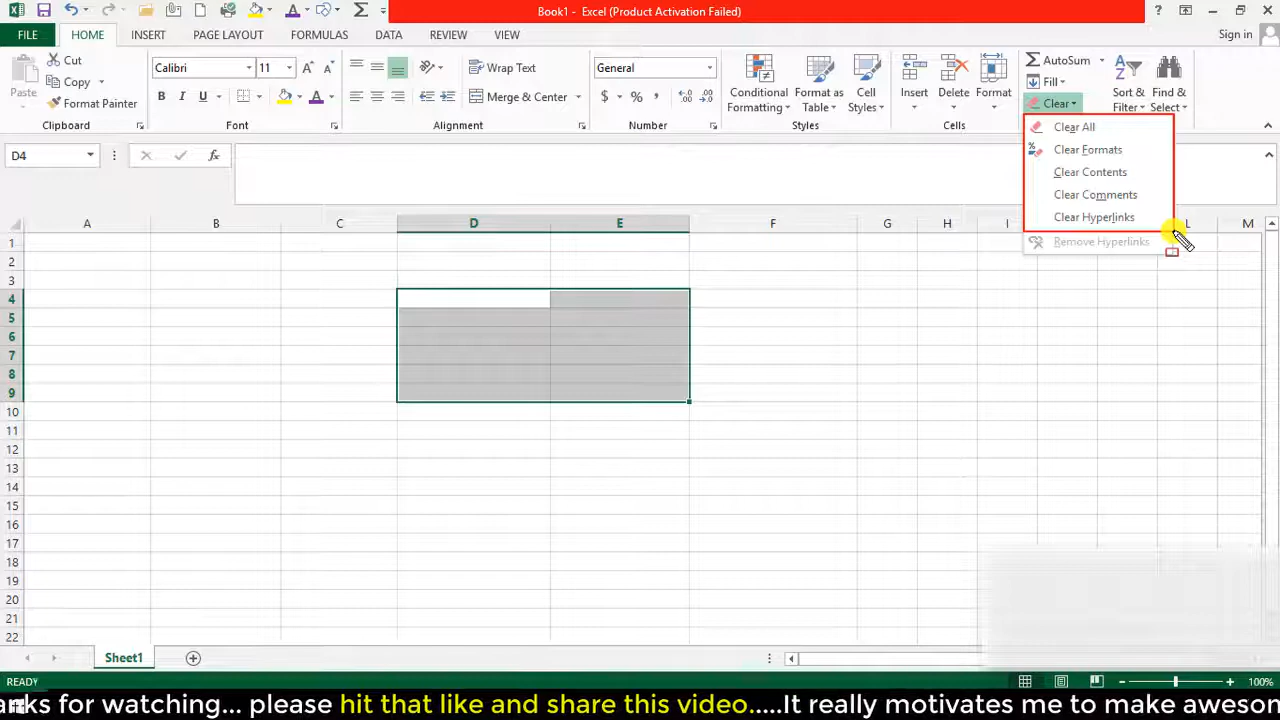 Book1 - Excel (Product Activation Failed)
FILE HOME INSERT PAGE LAYOUT FORMULAS DATA REVIEW VIEW Sign in
Paste
Cut
Copy
Format Painter
Clipboard
Calibri 11
B I U
Font
Wrap Text
Merge & Center
Alignment
General
$ % ,
Number
Conditional Formatting
Format as Table
Cell Styles
Styles
Insert
Delete
Format
Cells
AutoSum
Fill
Clear
Sort & Filter
Find & Select
Clear All
Clear Formats
Clear Contents
Clear Comments
Clear Hyperlinks
Remove Hyperlinks
D4 fx
A B C D E F G H I L M
1
2
3
4
5
6
7
8
9
10
11
12
13
14
15
16
17
18
19
20
21
22
Sheet1
READY 100%
anks for watching... please hit that like and share this video.....It really motivates me to make aweson